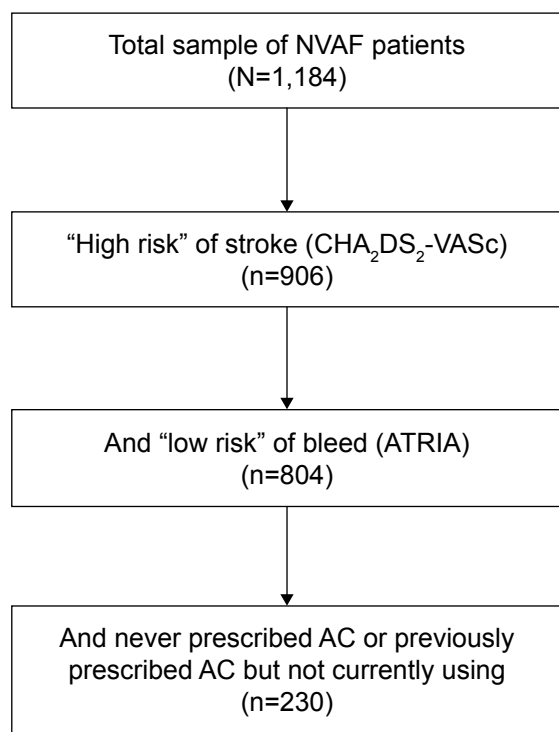 Total sample of NVAF patients
(N=1,184)
“High risk” of stroke (CHA₂DS₂-VASc)
(n=906)
And “low risk” of bleed (ATRIA)
(n=804)
And never prescribed AC or previously
prescribed AC but not currently using
(n=230)